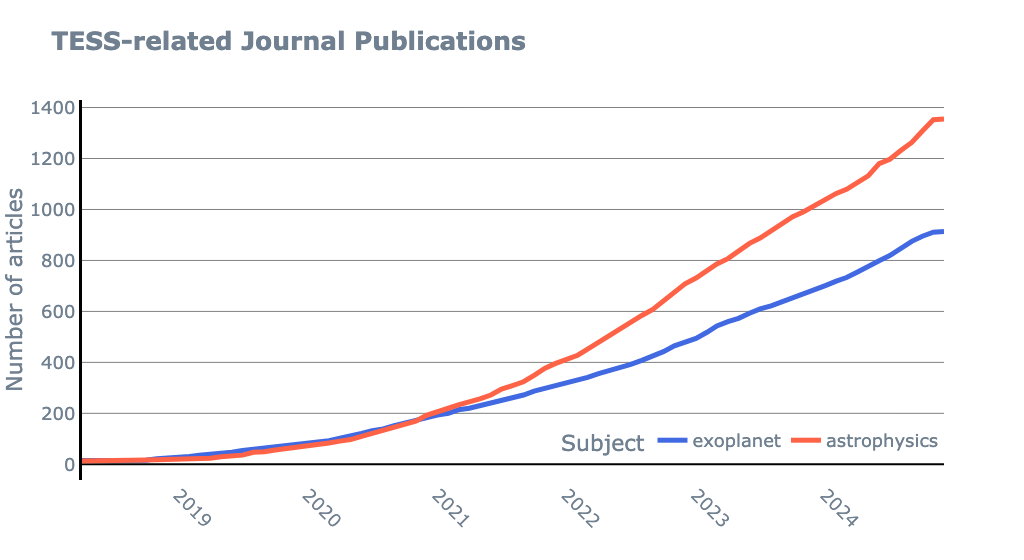 TESS-related Journal Publications
Number of articles
1400
1200
1000
800
600
400
200
0
Subject exoplanet astrophysics
2019 2020 2021 2022 2023 2024